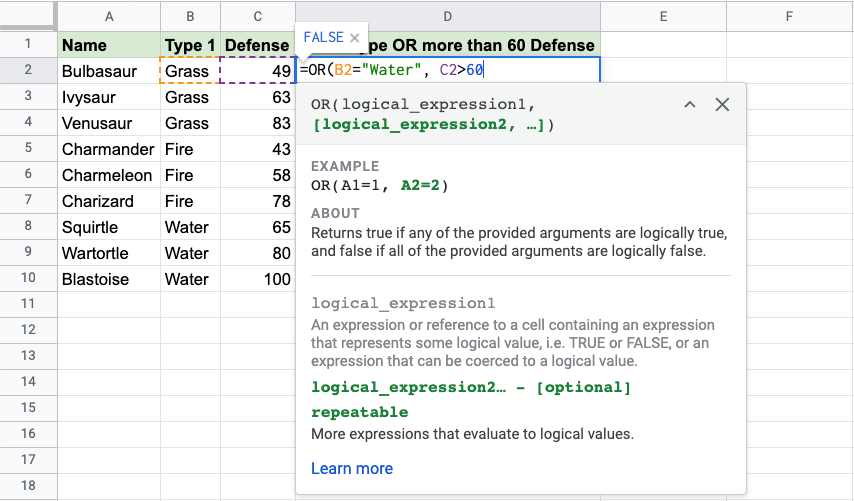 A B C D E F
FALSE ×
1 Name Type 1 Defense pe OR more than 60 Defense
2 Bulbasaur Grass 49 =OR(B2="Water", C2>60
3 Ivysaur Grass 63
4 Venusaur Grass 83
5 Charmander Fire 43
6 Charmeleon Fire 58
7 Charizard Fire 78
8 Squirtle Water 65
9 Wartortle Water 80
10 Blastoise Water 100
11
12
13
14
15
16
17
18
OR(logical_expression1,
[logical_expression2, …])
EXAMPLE
OR(A1=1, A2=2)
ABOUT
Returns true if any of the provided arguments are logically true,
and false if all of the provided arguments are logically false.
logical_expression1
An expression or reference to a cell containing an expression
that represents some logical value, i.e. TRUE or FALSE, or an
expression that can be coerced to a logical value.
logical_expression2… - [optional]
repeatable
More expressions that evaluate to logical values.
Learn more